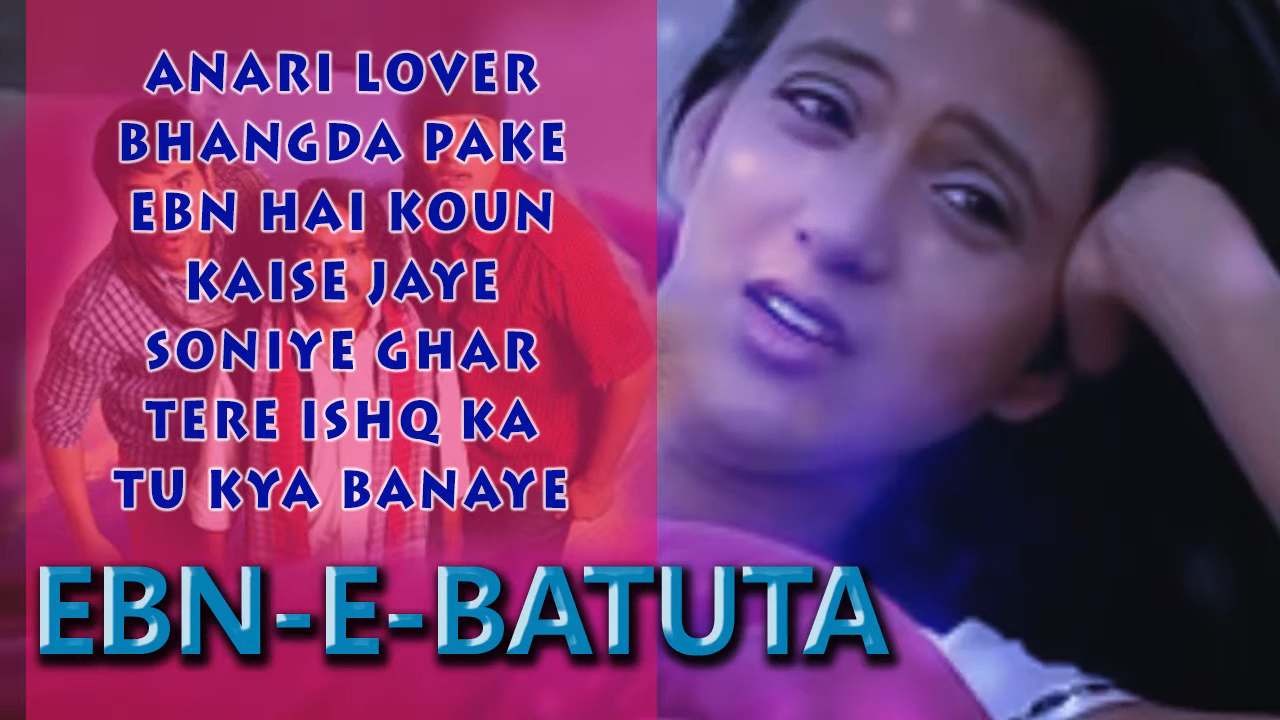 ANARI LOVER
BHANGDA PAKE
EBN HAI KOUN
KAISE JAYE
SONIYE GHAR
TERE ISHQ KA
TU KYA BANAYE
EBN-E-BATUTA